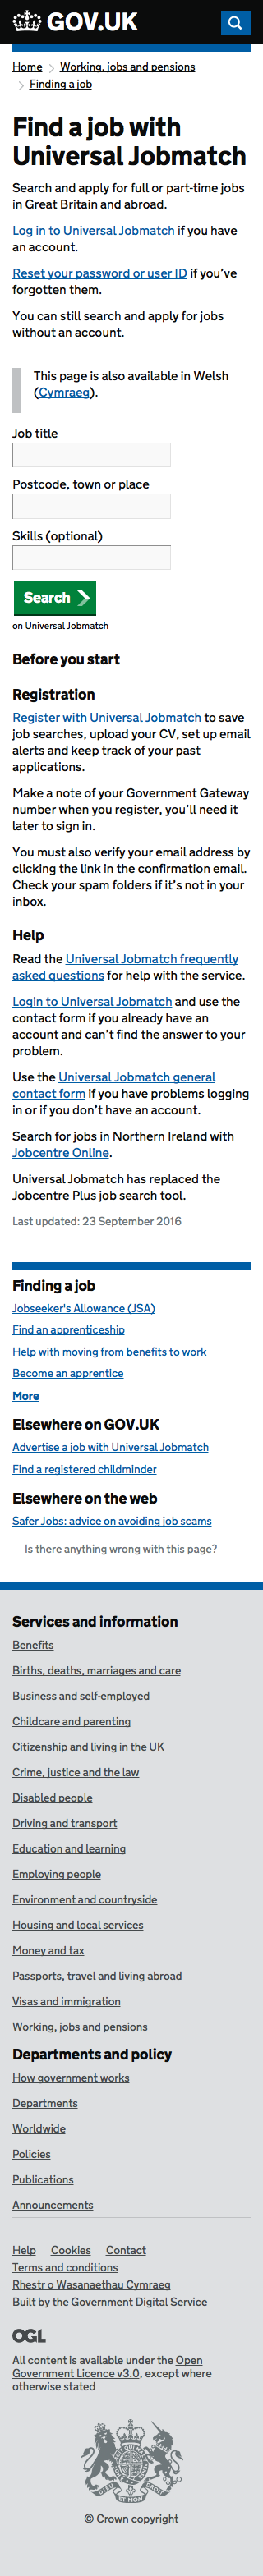 GOV.UK
Home
Working, jobs and pensions
Finding a job
Find a job with
Universal Jobmatch
Search and apply for full or part-time jobs
in Great Britain and abroad.
Log in to Universal Jobmatch if you have
an account.
Reset your password or user ID if you’ve
forgotten them.
You can still search and apply for jobs
without an account.
This page is also available in Welsh
(Cymraeg).
Job title
Postcode, town or place
Skills (optional)
Search
on Universal Jobmatch
Before you start
Registration
Register with Universal Jobmatch to save
job searches, upload your CV, set up email
alerts and keep track of your past
applications.
Make a note of your Government Gateway
number when you register, you’ll need it
later to sign in.
You must also verify your email address by
clicking the link in the confirmation email.
Check your spam folders if it’s not in your
inbox.
Help
Read the Universal Jobmatch frequently
asked questions for help with the service.
Login to Universal Jobmatch and use the
contact form if you already have an
account and can’t find the answer to your
problem.
Use the Universal Jobmatch general
contact form if you have problems logging
in or if you don’t have an account.
Search for jobs in Northern Ireland with
Jobcentre Online.
Universal Jobmatch has replaced the
Jobcentre Plus job search tool.
Last updated: 23 September 2016
Finding a job
Jobseeker's Allowance (JSA)
Find an apprenticeship
Help with moving from benefits to work
Become an apprentice
More
Elsewhere on GOV.UK
Advertise a job with Universal Jobmatch
Find a registered childminder
Elsewhere on the web
Safer Jobs: advice on avoiding job scams
Is there anything wrong with this page?
Services and information
Benefits
Births, deaths, marriages and care
Business and self-employed
Childcare and parenting
Citizenship and living in the UK
Crime, justice and the law
Disabled people
Driving and transport
Education and learning
Employing people
Environment and countryside
Housing and local services
Money and tax
Passports, travel and living abroad
Visas and immigration
Working, jobs and pensions
Departments and policy
How government works
Departments
Worldwide
Policies
Publications
Announcements
Help Cookies Contact
Terms and conditions
Rhestr o Wasanaethau Cymraeg
Built by the Government Digital Service
OGL
All content is available under the Open
Government Licence v3.0, except where
otherwise stated
© Crown copyright